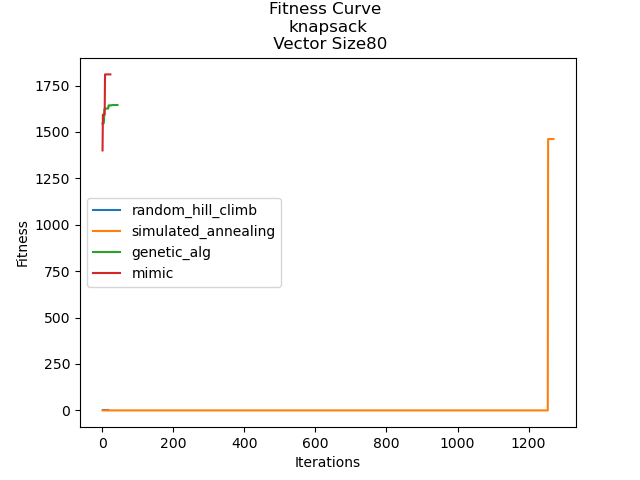 Fitness Curve
knapsack
Vector Size80
1750
1500
1250
1000
750
500
250
0
Fitness
random_hill_climb
simulated_annealing
genetic_alg
mimic
0 200 400 600 800 1000 1200
Iterations